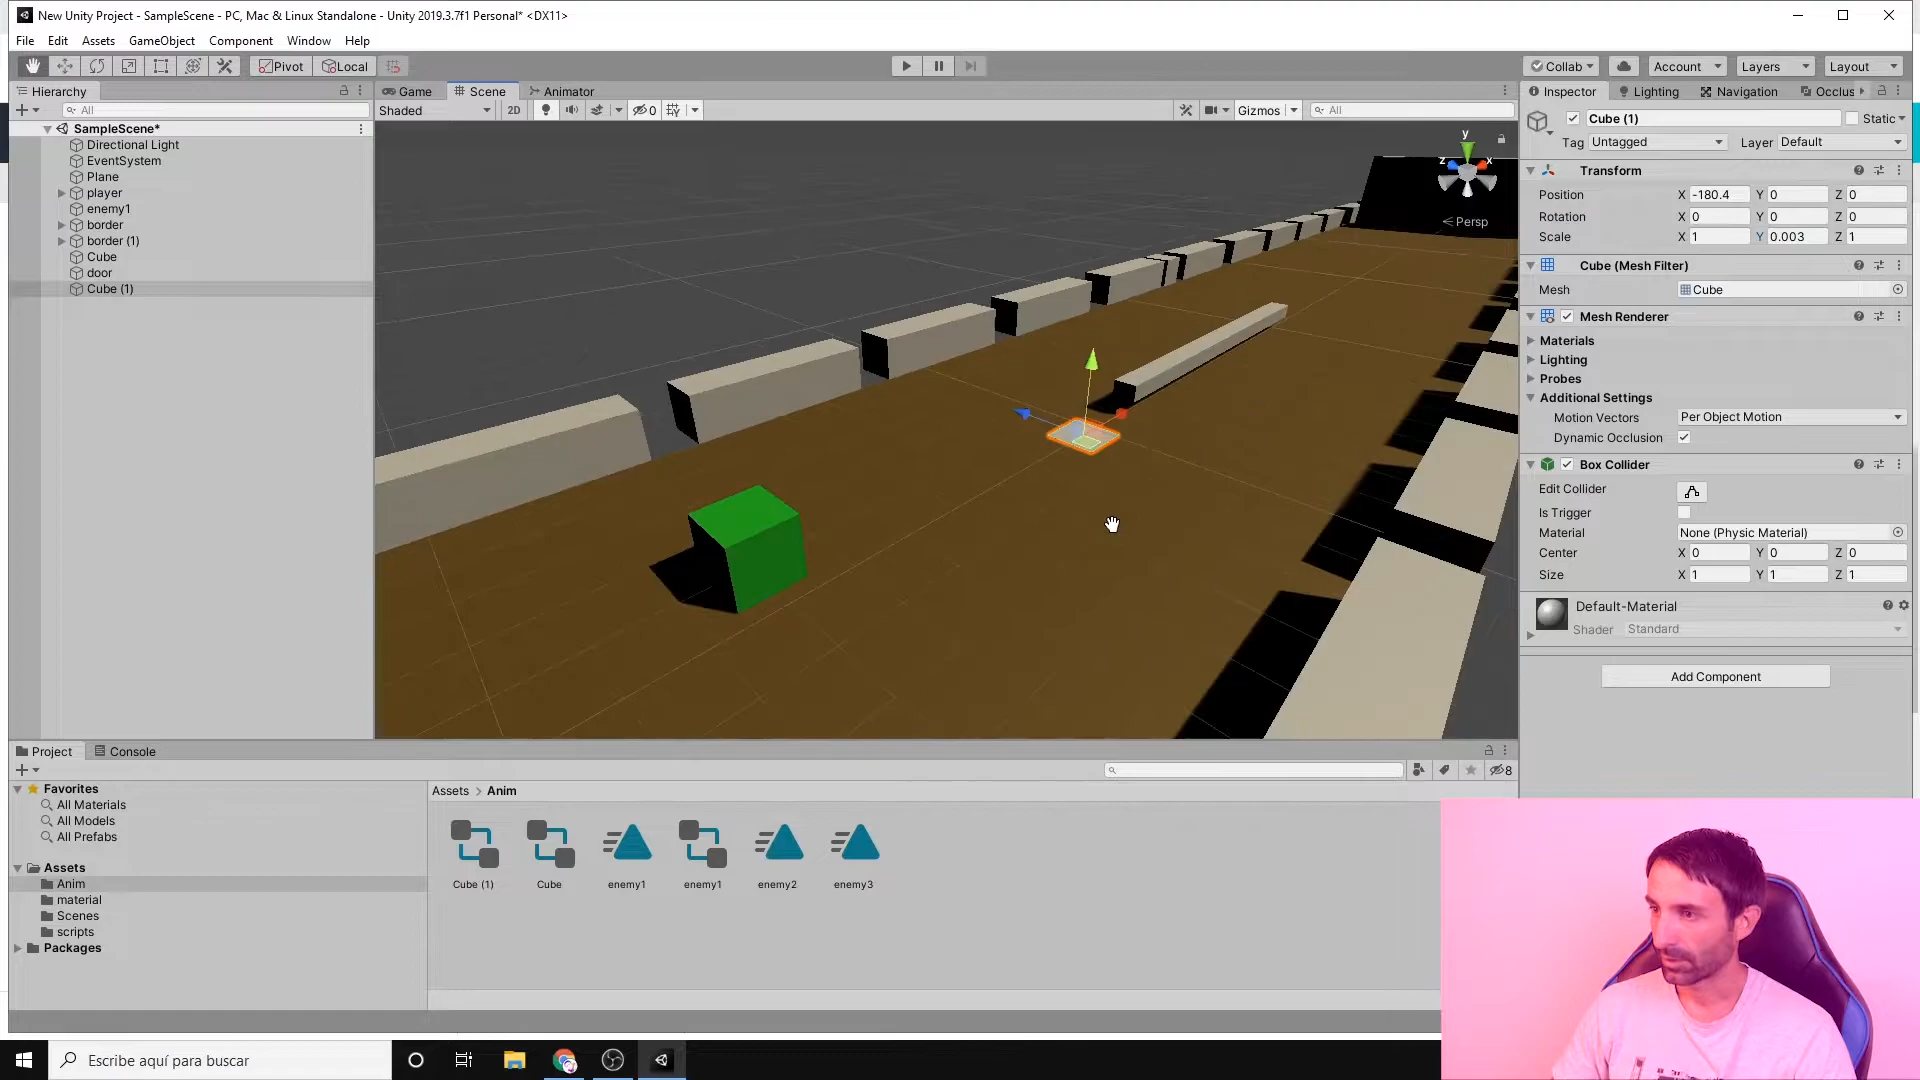 New Unity Project - SampleScene - PC, Mac & Linux Standalone - Unity 2019.3.7f1 Personal* <DX11>
File Edit Assets GameObject Component Window Help
Pivot Local Collab Account Layers Layout
Hierarchy
All
SampleScene*
Directional Light
EventSystem
Plane
player
enemy1
border
border (1)
Cube
door
Cube (1)
Game Scene Animator
Shaded 2D 0 Gizmos All
y
z x
< Persp
Inspector Lighting Navigation Occlus
Cube (1) Static
Tag Untagged Layer Default
Transform
Position X -180.4 Y 0 Z 0
Rotation X 0 Y 0 Z 0
Scale X 1 Y 0.003 Z 1
Cube (Mesh Filter)
Mesh Cube
Mesh Renderer
Materials
Lighting
Probes
Additional Settings
Motion Vectors Per Object Motion
Dynamic Occlusion
Box Collider
Edit Collider
Is Trigger
Material None (Physic Material)
Center X 0 Y 0 Z 0
Size X 1 Y 1 Z 1
Default-Material
Shader Standard
Add Component
Project Console
8
Favorites
All Materials
All Models
All Prefabs
Assets
Anim
material
Scenes
scripts
Packages
Assets > Anim
Cube (1) Cube enemy1 enemy1 enemy2 enemy3
Escribe aquí para buscar